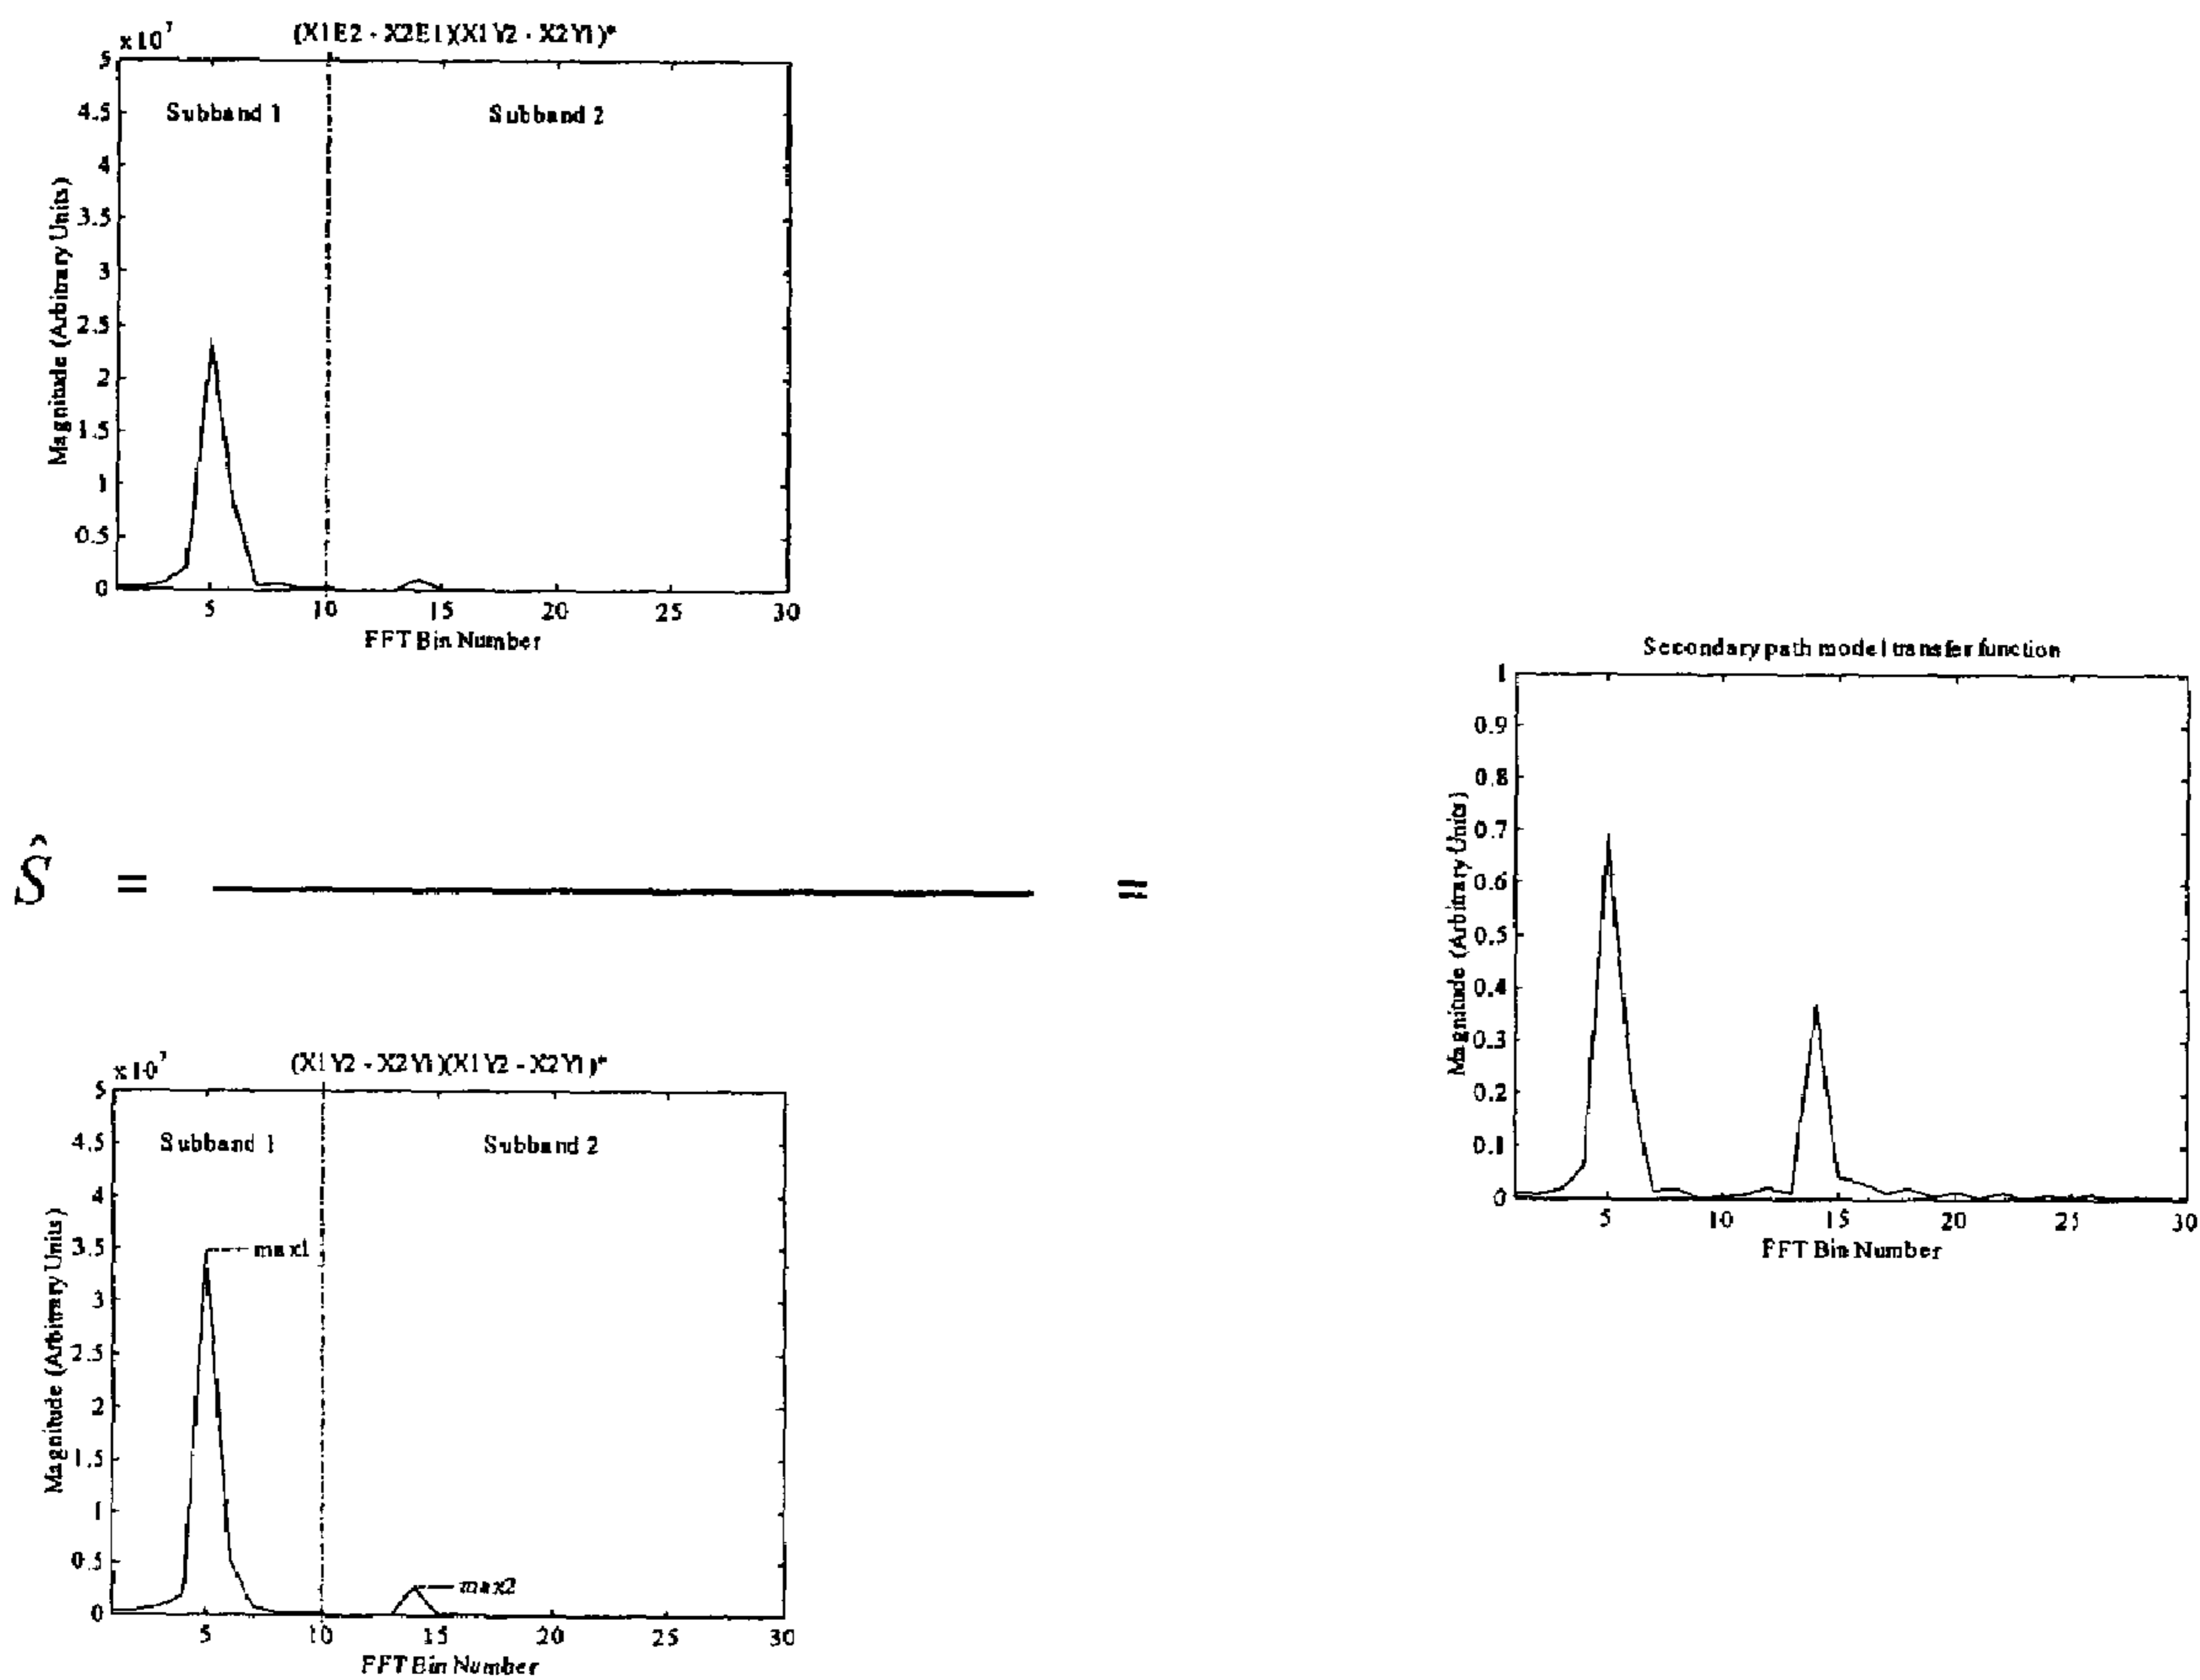 x10^7
(X1E2 - X2E1)(X1Y2 - X2Y1)*
5
4.5
4
3.5
3
2.5
2
1.5
1
0.5
0
Subband 1
Subband 2
Magnitude (Arbitrary Units)
5 10 15 20 25 30
FFT Bin Number
Ŝ = =
Secondary path model transfer function
1
0.9
0.8
0.7
0.6
0.5
0.4
0.3
0.2
0.1
0
Magnitude (Arbitrary Units)
5 10 15 20 25 30
FFT Bin Number
x10^7
(X1Y2 - X2Y1)(X1Y2 - X2Y1)*
5
4.5
4
3.5
3
2.5
2
1.5
1
0.5
0
Subband 1
Subband 2
max1
max2
Magnitude (Arbitrary Units)
5 10 15 20 25 30
FFT Bin Number